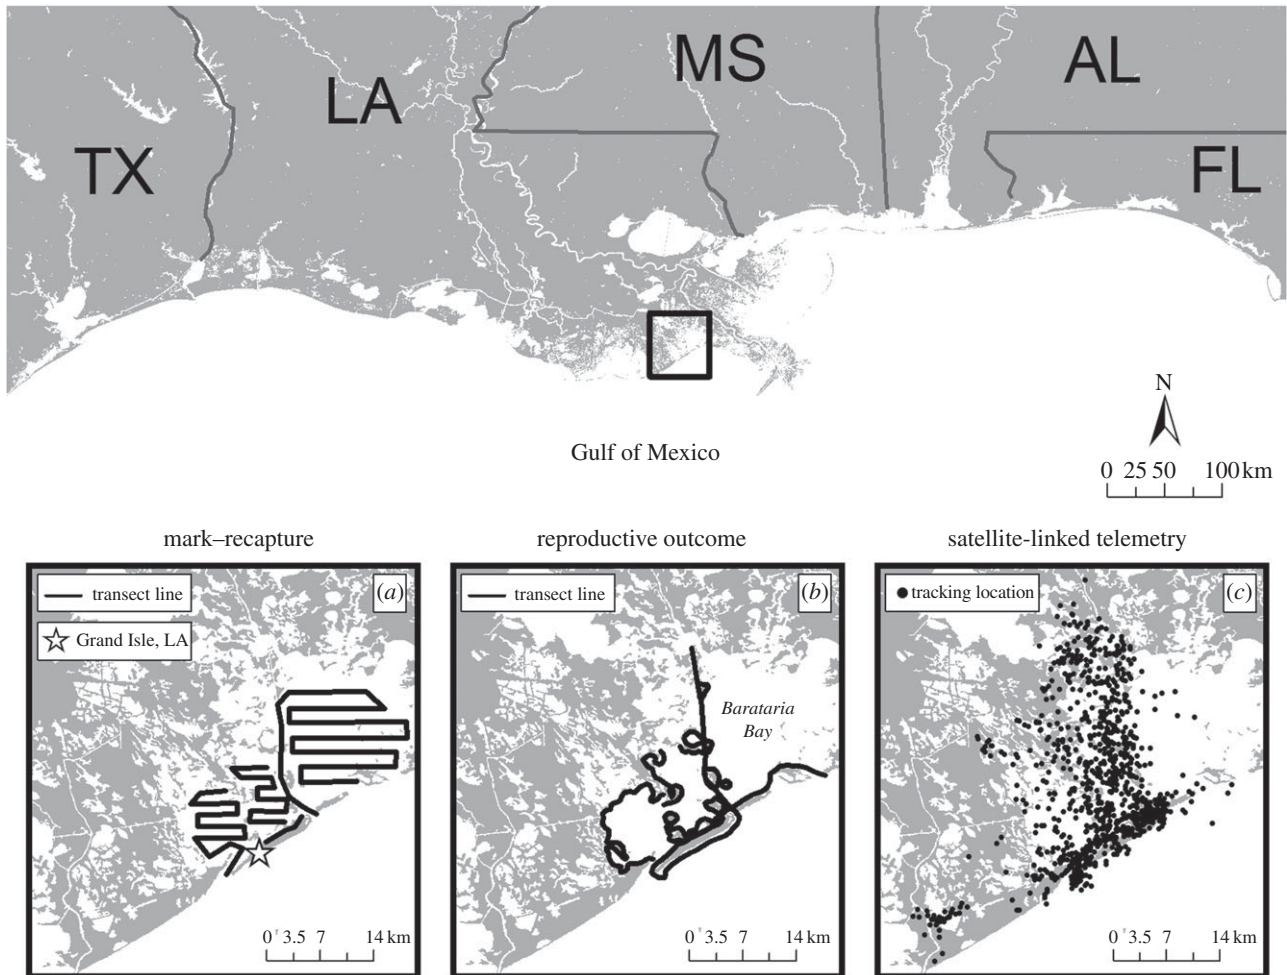 TX
LA
MS
AL
FL
N
Gulf of Mexico
0 25 50 100 km
mark–recapture
reproductive outcome
satellite-linked telemetry
transect line
(a)
Grand Isle, LA
0 3.5 7 14 km
transect line
(b)
Barataria
Bay
0 3.5 7 14 km
tracking location
(c)
0 3.5 7 14 km